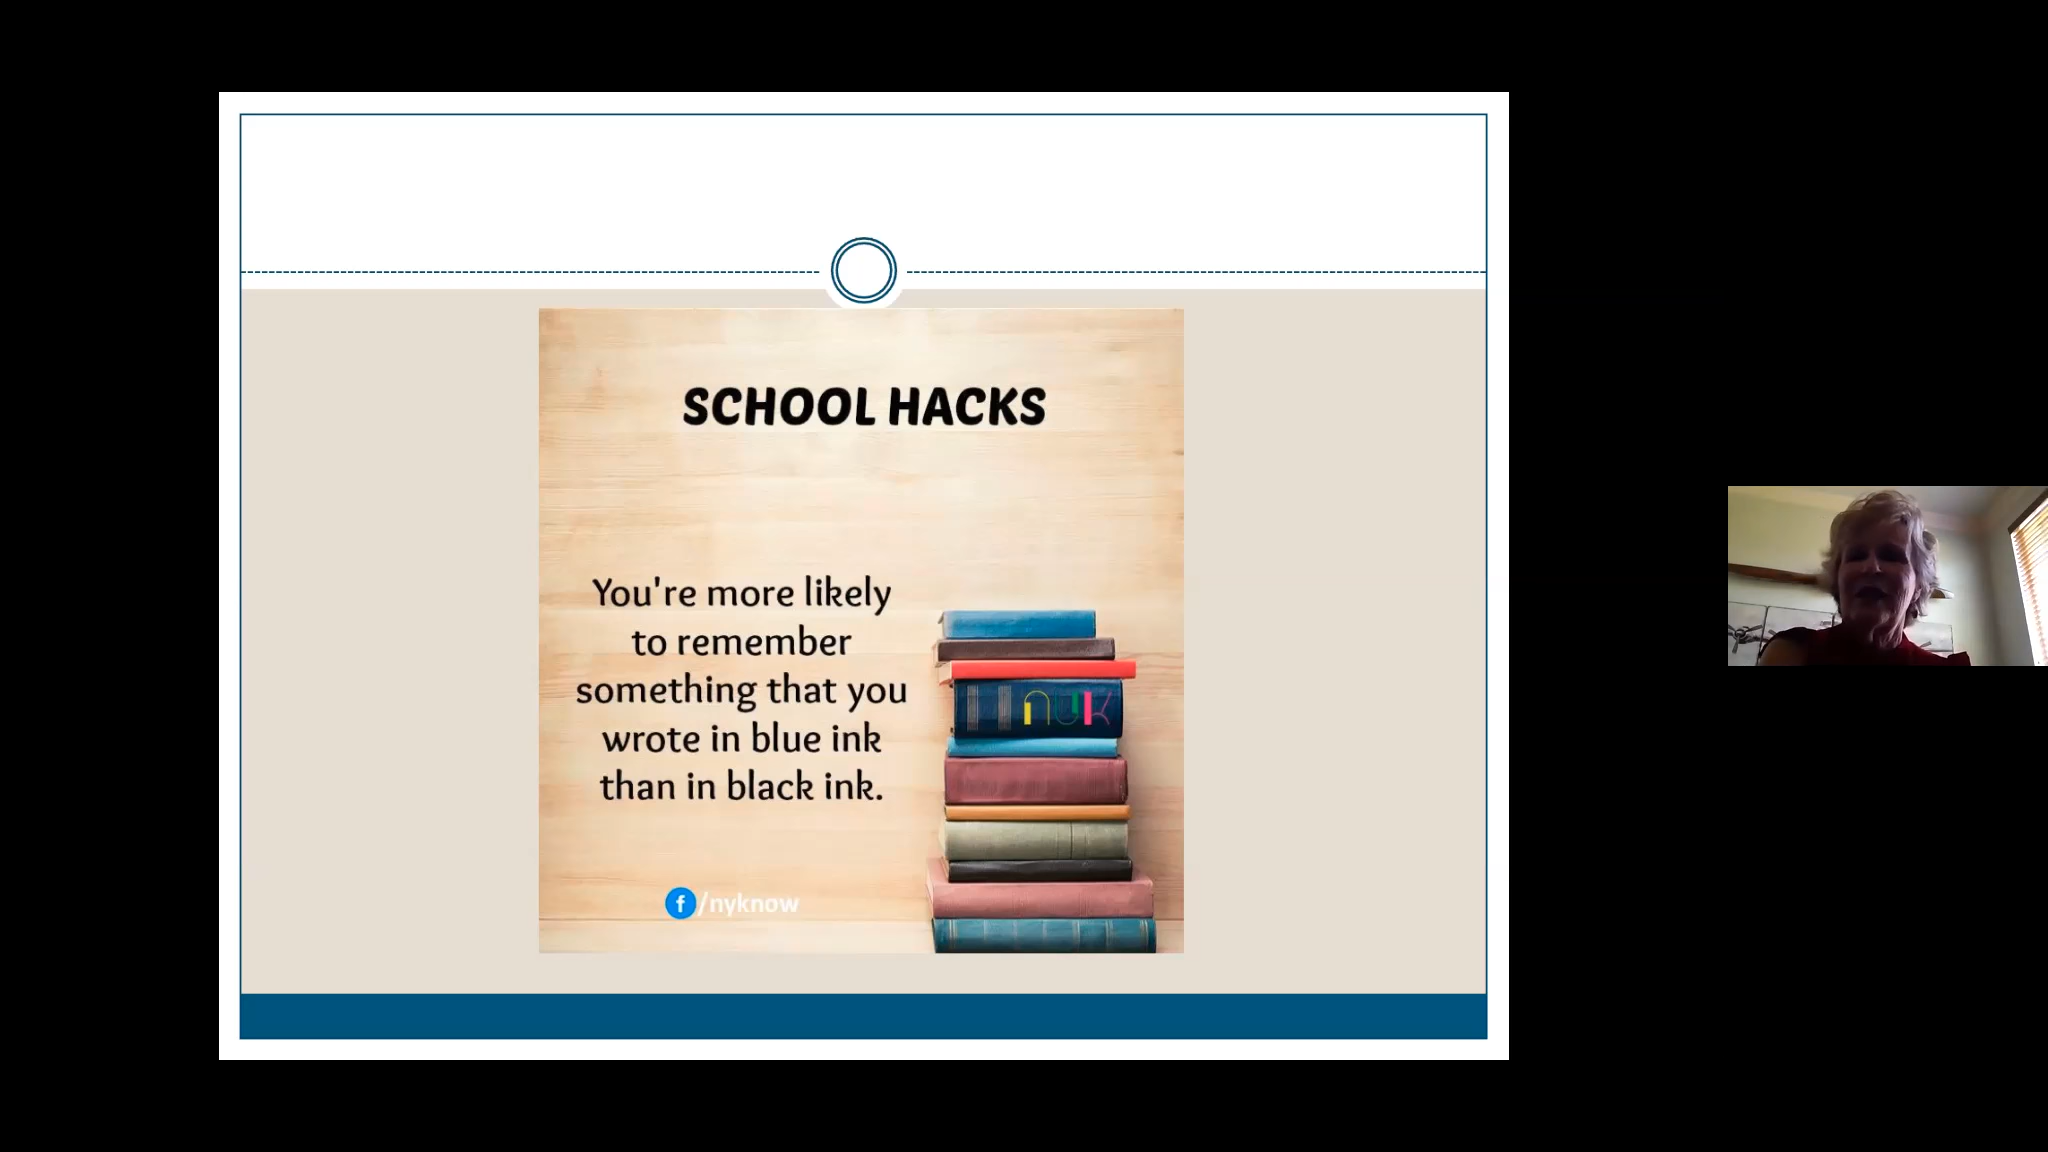 SCHOOL HACKS
You're more likely
to remember
something that you
wrote in blue ink
than in black ink.
nuk
f/nyknow